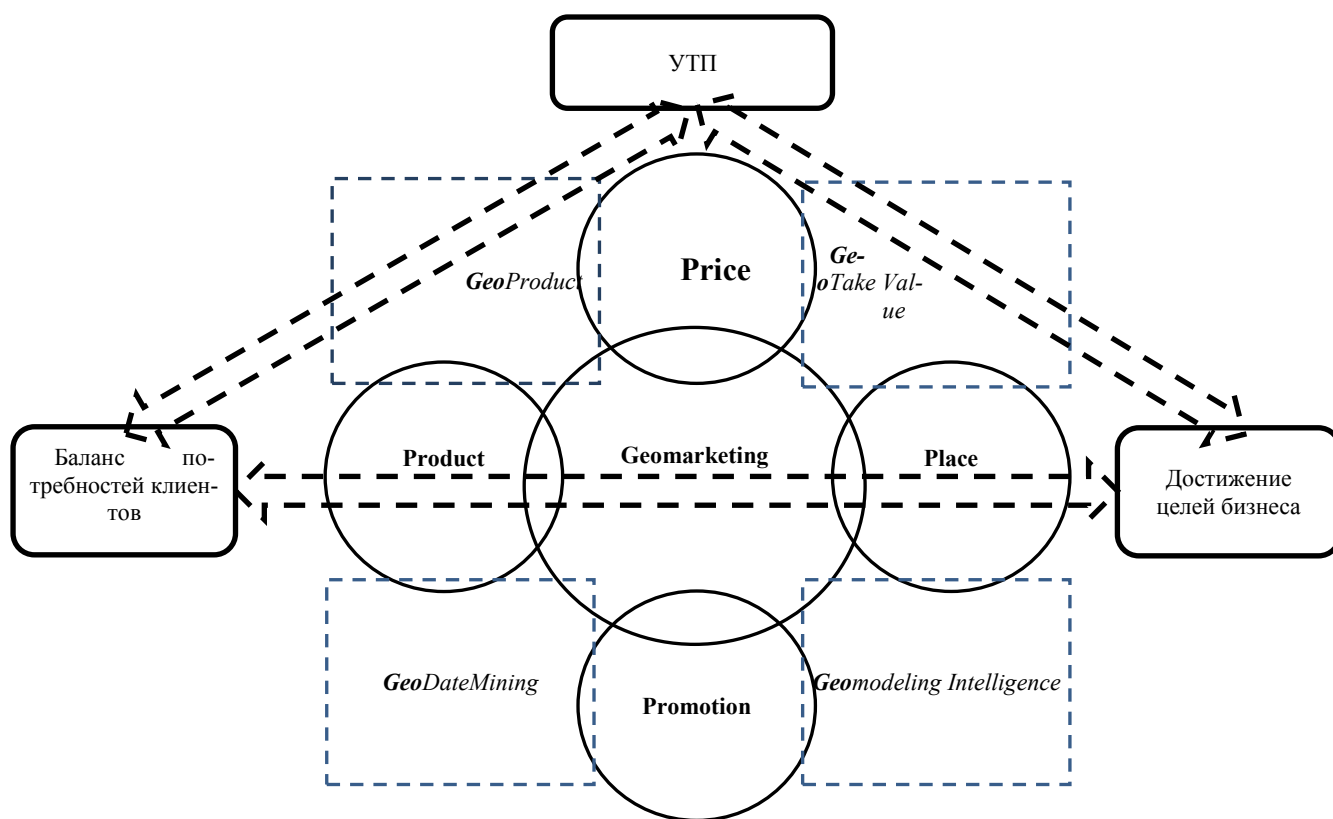 УТП
Price
GeoProduct
Ge-
oTake Val-
ue
Баланс по-
требностей клиен-
тов
Product
Geomarketing
Place
Достижение
целей бизнеса
GeoDateMining
Geomodeling Intelligence
Promotion